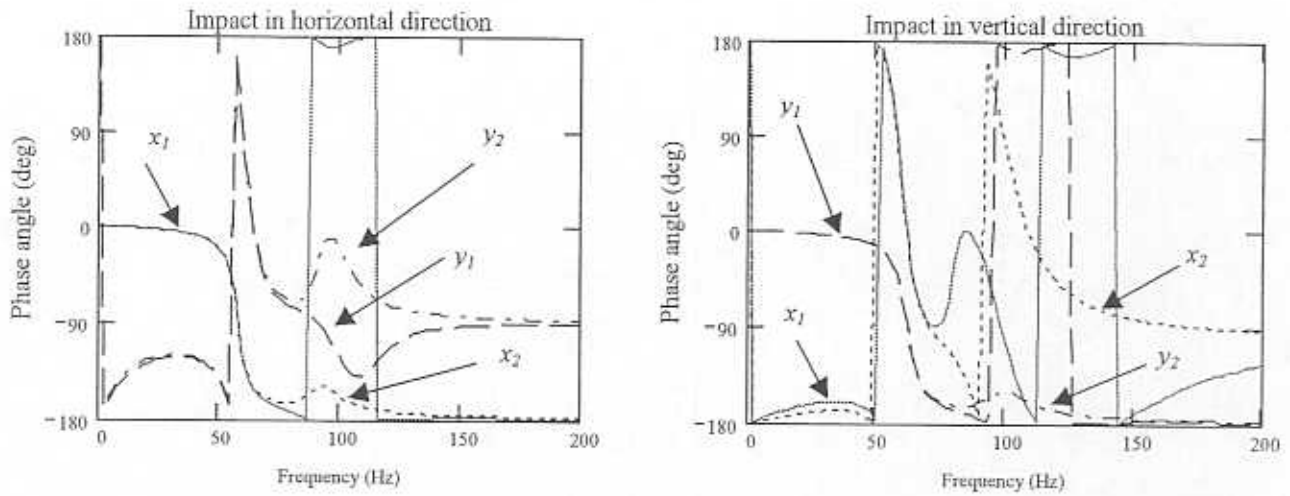 Impact in horizontal direction
180
90
0
−90
−180
Phase angle (deg)
x1
y2
y1
x2
0
50
100
150
200
Frequency (Hz)
Impact in vertical direction
180
90
0
−90
−180
Phase angle (deg)
y1
x1
x2
y2
0
50
100
150
200
Frequency (Hz)